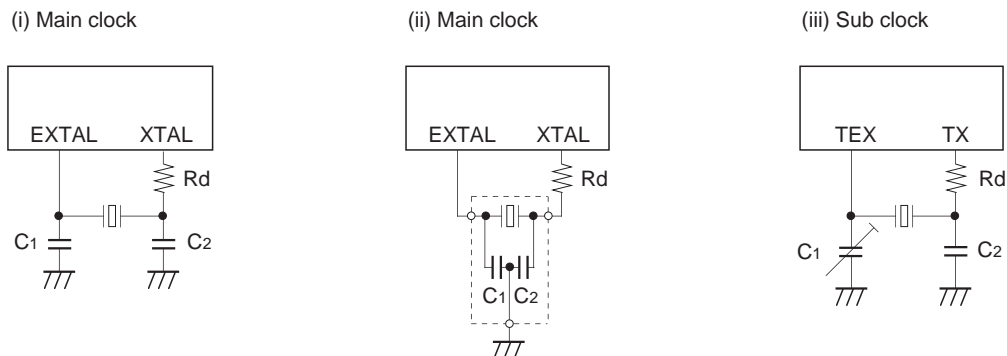 (i) Main clock
EXTAL XTAL
Rd
C1
C2
(ii) Main clock
EXTAL XTAL
Rd
C1 C2
(iii) Sub clock
TEX TX
Rd
C1
C2